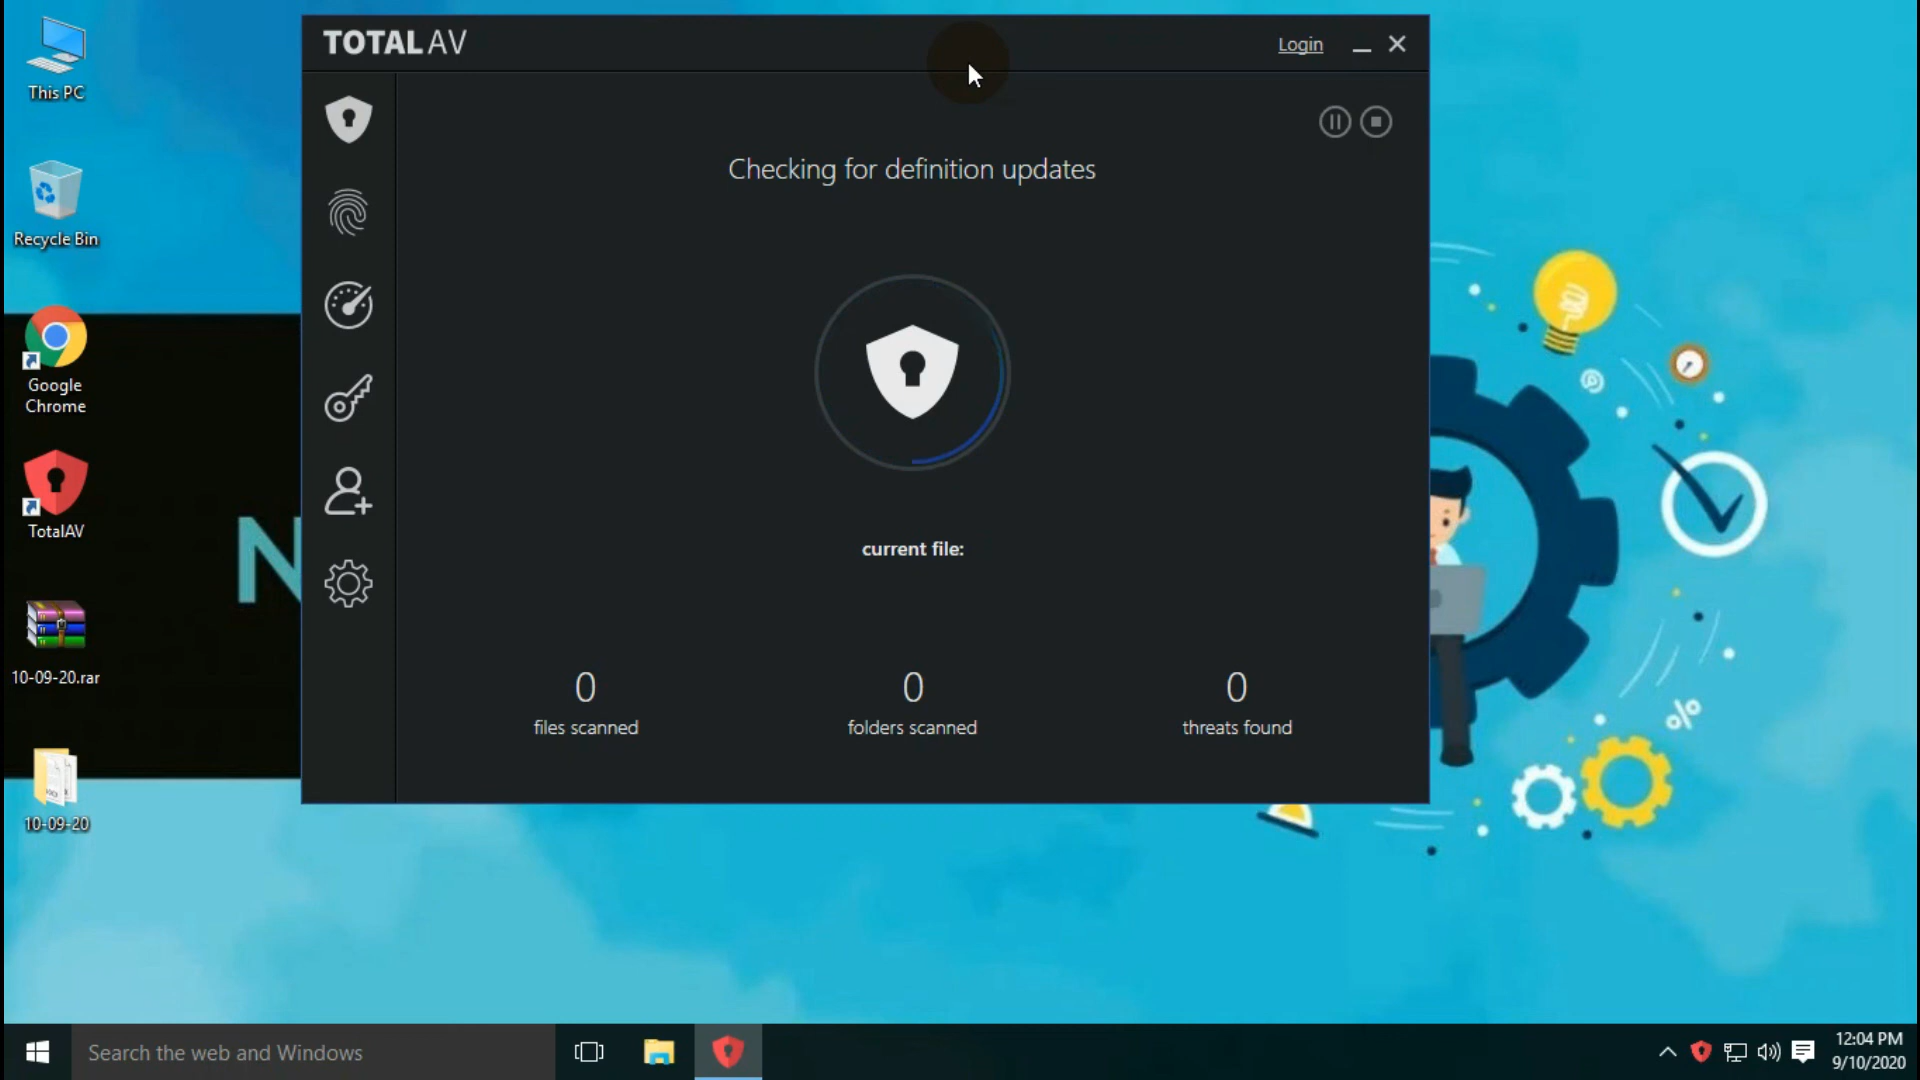 This PC
Recycle Bin
Google
Chrome
TotalAV
10-09-20.rar
10-09-20
N
TOTAL AV
Login
Checking for definition updates
current file:
0
files scanned
0
folders scanned
0
threats found
%
Search the web and Windows
12:04 PM
9/10/2020